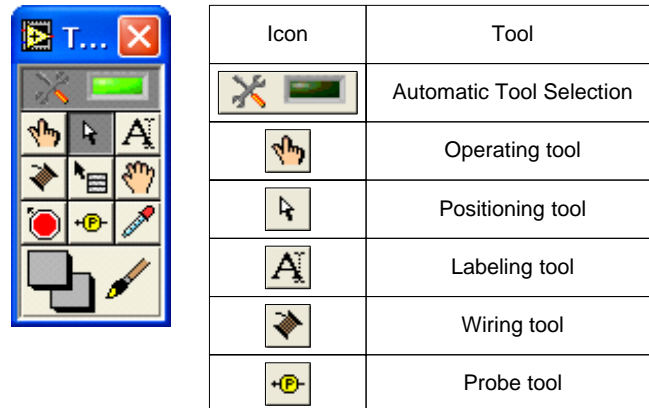 T...
Icon Tool
Automatic Tool Selection
Operating tool
Positioning tool
A Labeling tool
Wiring tool
P Probe tool